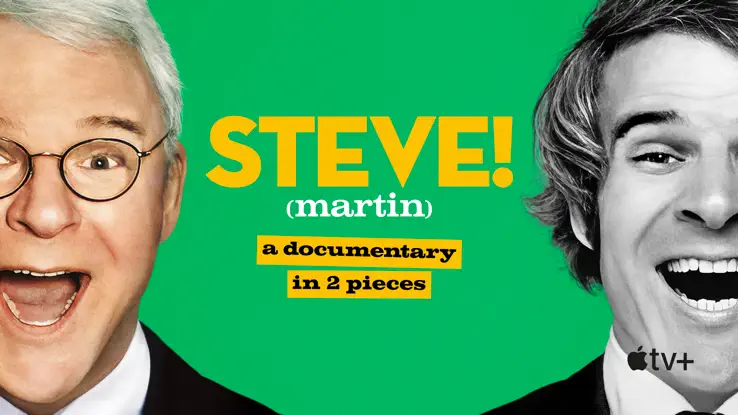 STEVE!
(martin)
a documentary
in 2 pieces
tv+